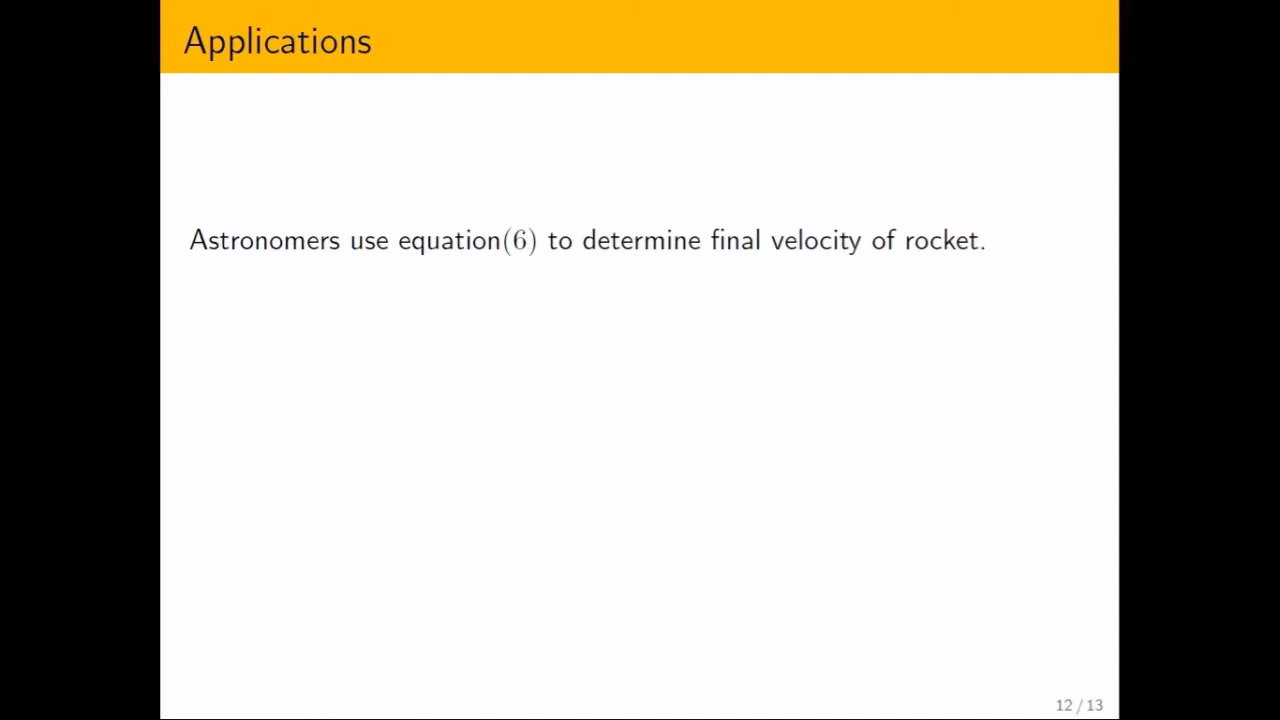 Applications
Astronomers use equation(6) to determine final velocity of rocket.
12 / 13